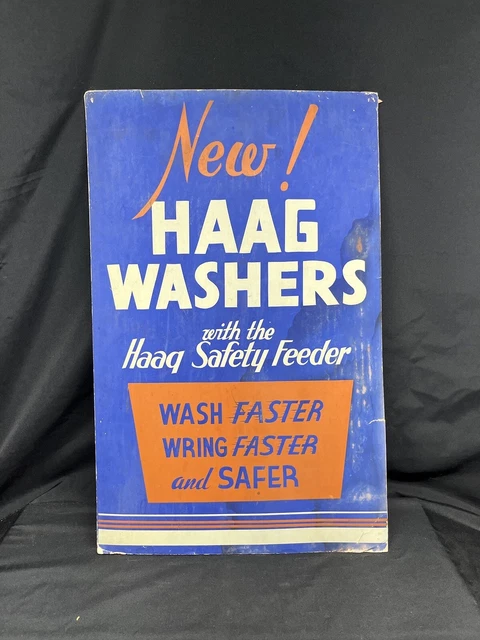 New!
HAAG
WASHERS
with the
Haag Safety Feeder
WASH FASTER
WRING FASTER
and SAFER